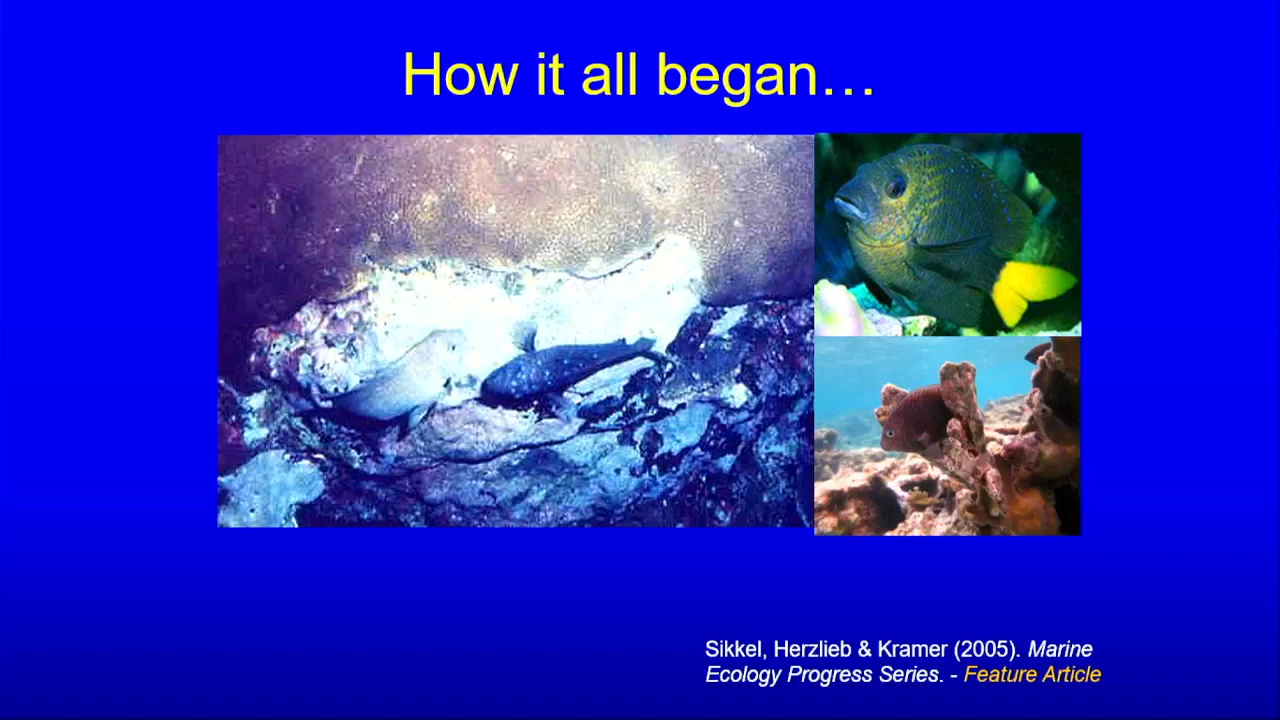 How it all began…
Sikkel, Herzlieb & Kramer (2005). Marine
Ecology Progress Series. - Feature Article